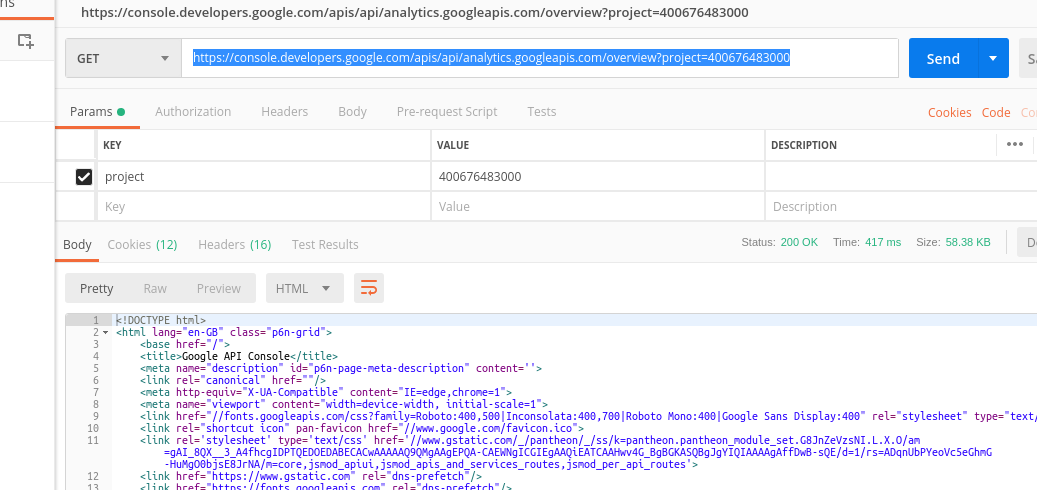 ns
https://console.developers.google.com/apis/api/analytics.googleapis.com/overview?project=400676483000
GET https://console.developers.google.com/apis/api/analytics.googleapis.com/overview?project=400676483000 Send Sa
Params Authorization Headers Body Pre-request Script Tests Cookies Code Co
KEY VALUE DESCRIPTION •••
project 400676483000
Key Value Description
Body Cookies (12) Headers (16) Test Results Status: 200 OK Time: 417 ms Size: 58.38 KB D
Pretty Raw Preview HTML
1 <!DOCTYPE html>
2 <html lang="en-GB" class="p6n-grid">
3 <base href="/">
4 <title>Google API Console</title>
5 <meta name="description" id="p6n-page-meta-description" content=''>
6 <link rel="canonical" href=""/>
7 <meta http-equiv="X-UA-Compatible" content="IE=edge,chrome=1">
8 <meta name="viewport" content="width=device-width, initial-scale=1">
9 <link href="//fonts.googleapis.com/css?family=Roboto:400,500|Inconsolata:400,700|Roboto Mono:400|Google Sans Display:400" rel="stylesheet" type="text/
10 <link rel="shortcut icon" pan-favicon href="//www.google.com/favicon.ico">
11 <link rel='stylesheet' type='text/css' href='//www.gstatic.com/_/pantheon/_/ss/k=pantheon.pantheon_module_set.G8JnZeVzsNI.L.X.O/am
=gAI_8QX__3_A4fhcgIDPTQEDOEDABECACwAAAAAQ9QMgAAgEPQA-CAEWNgICGIEgAAQiEATCAAHwv4G_BgBGKASQBgJgYIQIAAAAgAffDwB-sQE/d=1/rs=ADqnUbPYeoVc5eGhmG
-HuMgO0bjsE8JrNA/m=core,jsmod_apiui,jsmod_apis_and_services_routes,jsmod_per_api_routes'>
12 <link href="https://www.gstatic.com" rel="dns-prefetch"/>
13 <link href="https://fonts.googleapis.com" rel="dns-prefetch"/>